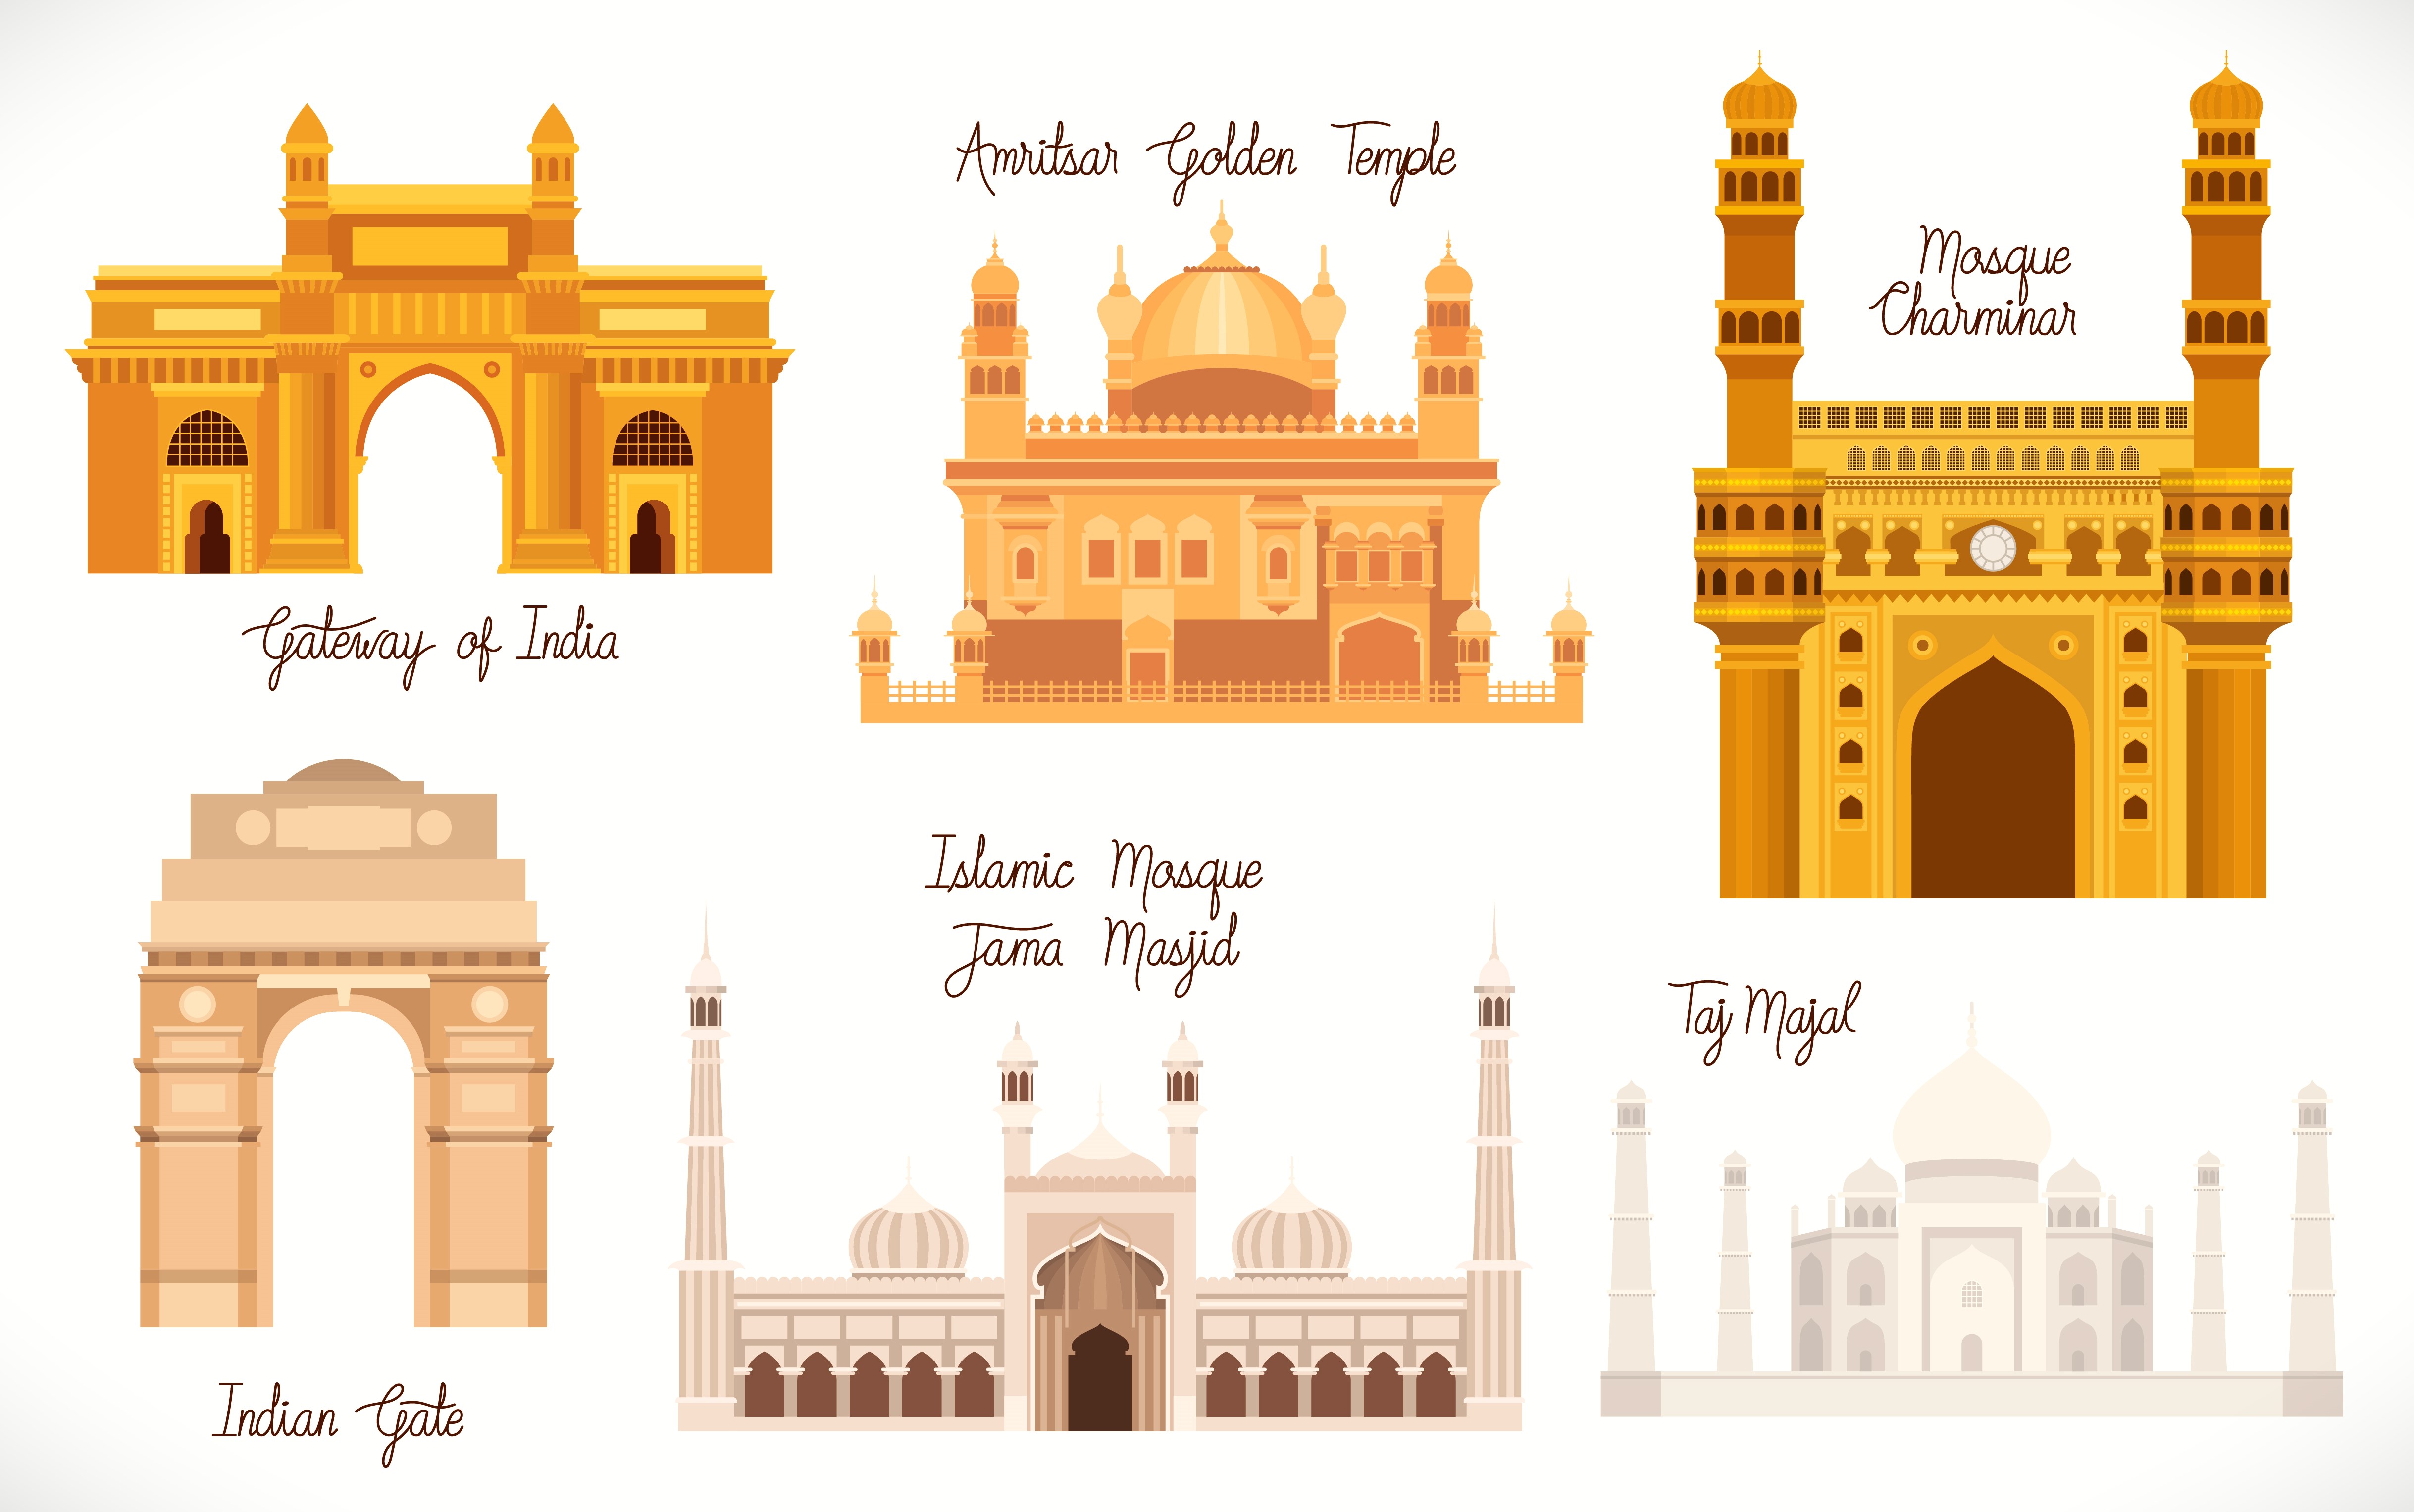 Amritsar Golden Temple
Mosque
Charminar
Gateway of India
Islamic Mosque
Jama Masjid
Taj Majal
Indian Gate